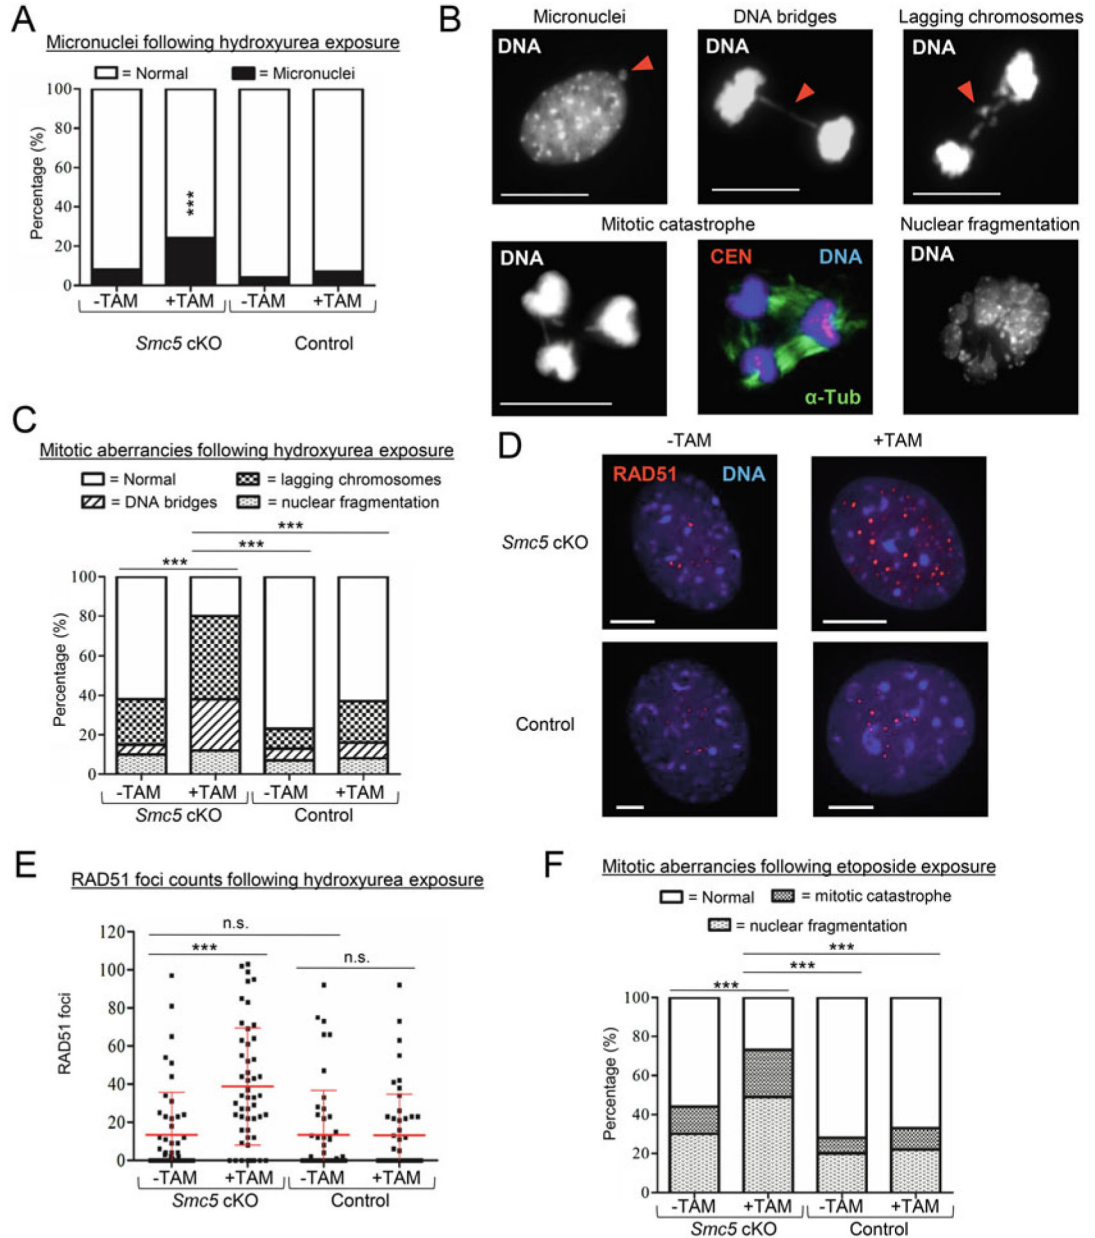 A
Micronuclei following hydroxyurea exposure
= Normal = Micronuclei
Percentage (%)
100
80
60
40
20
0
***
-TAM +TAM -TAM +TAM
Smc5 cKO Control
B
Micronuclei DNA bridges Lagging chromosomes
DNA DNA DNA
Mitotic catastrophe Nuclear fragmentation
DNA CEN DNA DNA
α-Tub
C
Mitotic aberrancies following hydroxyurea exposure
= Normal = lagging chromosomes
= DNA bridges = nuclear fragmentation
***
***
***
Percentage (%)
100
80
60
40
20
0
-TAM +TAM -TAM +TAM
Smc5 cKO Control
D
-TAM +TAM
RAD51 DNA
Smc5 cKO
Control
E
RAD51 foci counts following hydroxyurea exposure
n.s.
***
n.s.
RAD51 foci
120
100
80
60
40
20
0
-TAM +TAM -TAM +TAM
Smc5 cKO Control
F
Mitotic aberrancies following etoposide exposure
= Normal = mitotic catastrophe
= nuclear fragmentation
***
***
***
Percentage (%)
100
80
60
40
20
0
-TAM +TAM -TAM +TAM
Smc5 cKO Control